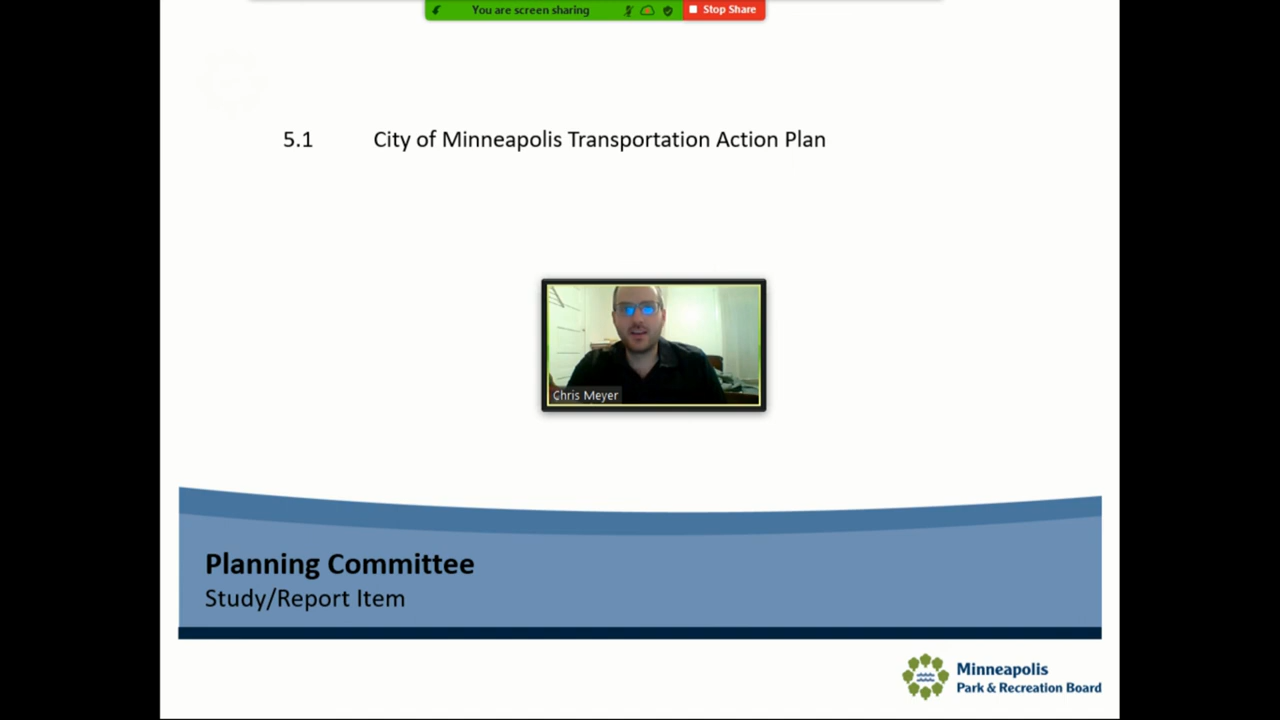 You are screen sharing Stop Share
5.1 City of Minneapolis Transportation Action Plan
Chris Meyer
Planning Committee
Study/Report Item
Minneapolis
Park & Recreation Board